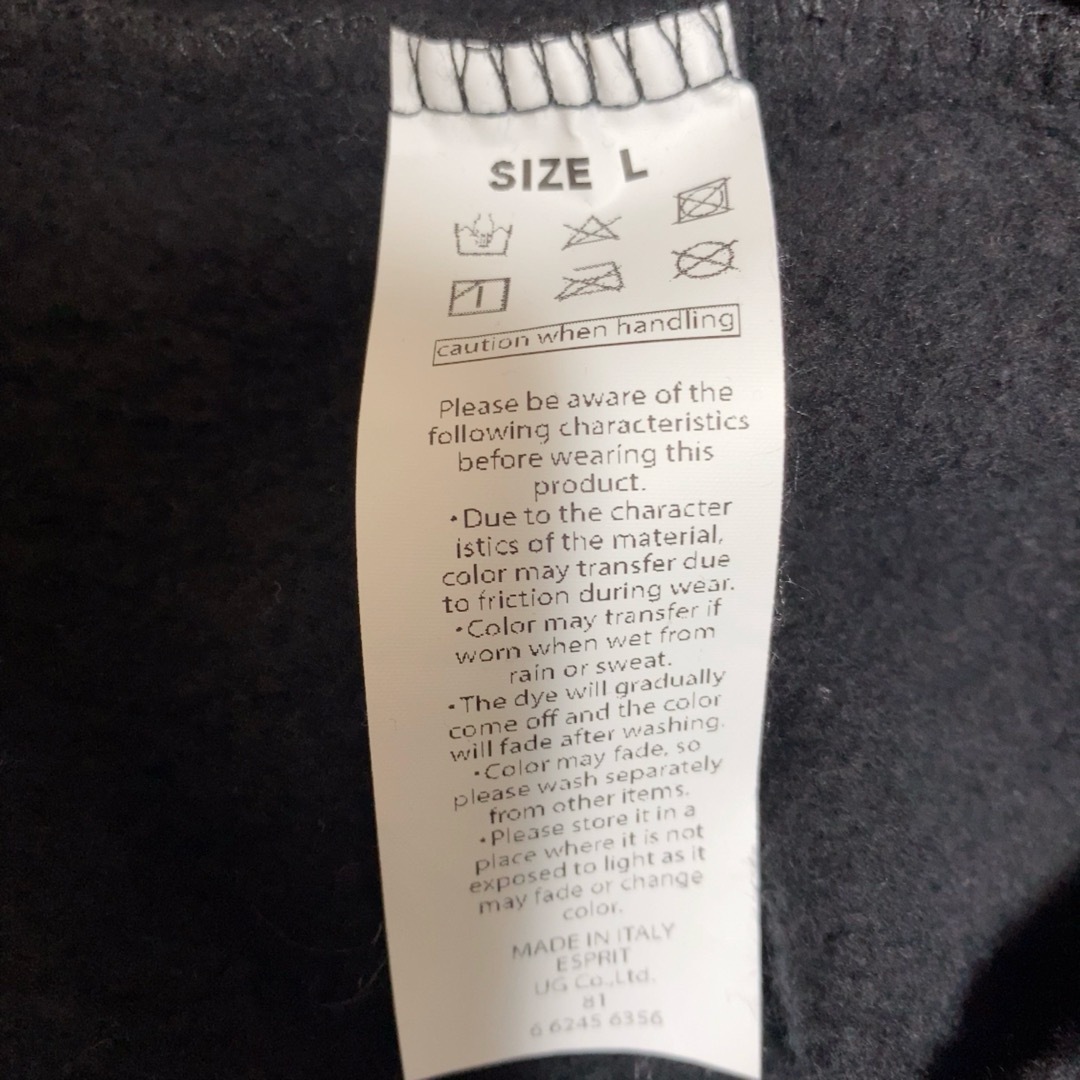 SIZE L
caution when handling
Please be aware of the
following characteristics
before wearing this
product.
•Due to the character
istics of the material,
color may transfer due
to friction during wear.
•Color may transfer if
worn when wet from
rain or sweat.
•The dye will gradually
come off and the color
will fade after washing.
•Color may fade, so
please wash separately
from other items.
•Please store it in a
place where it is not
exposed to light as it
may fade or change
color.
MADE IN ITALY
ESPRIT
UG Co.,Ltd.
81
6 6245 6356